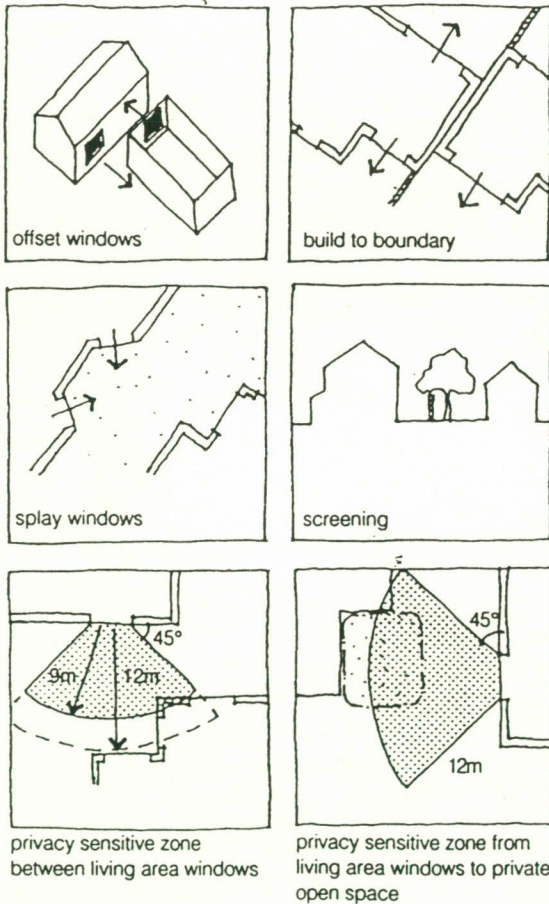 offset windows
build to boundary
splay windows
screening
45°
9m
12m
privacy sensitive zone
between living area windows
45°
12m
privacy sensitive zone from
living area windows to private
open space